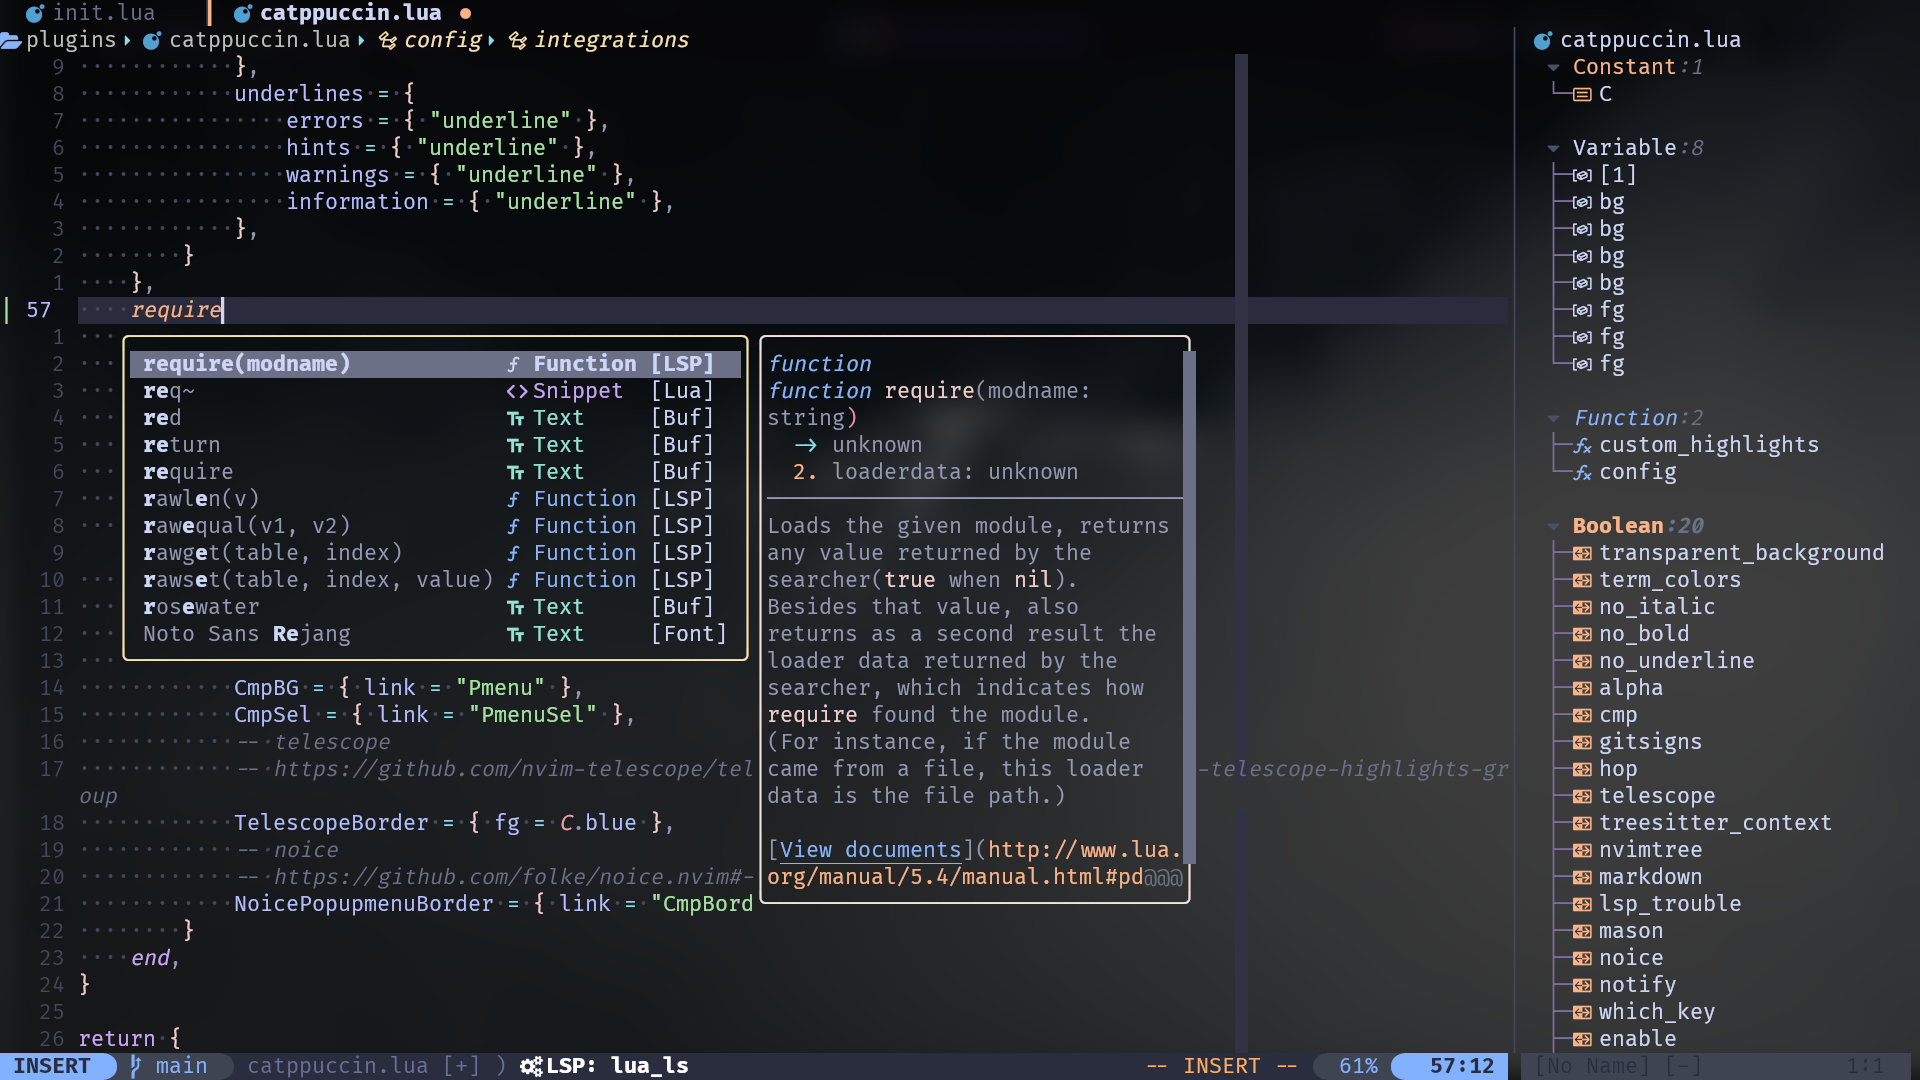 init.lua catppuccin.lua
plugins catppuccin.lua config integrations
9 },
8 underlines = {
7 errors = { "underline" },
6 hints = { "underline" },
5 warnings = { "underline" },
4 information = { "underline" },
3 },
2 }
1 },
57 require
1
2 require(modname) Function [LSP]
3 req~ Snippet [Lua]
4 red Text [Buf]
5 return Text [Buf]
6 require Text [Buf]
7 rawlen(v) Function [LSP]
8 rawequal(v1, v2) Function [LSP]
9 rawget(table, index) Function [LSP]
10 rawset(table, index, value) Function [LSP]
11 rosewater Text [Buf]
12 Noto Sans Rejang Text [Font]
13
14 CmpBG = { link = "Pmenu" },
15 CmpSel = { link = "PmenuSel" },
16 -- telescope
17 -- https://github.com/nvim-telescope/tel
-telescope-highlights-gr
oup
18 TelescopeBorder = { fg = C.blue },
19 -- noice
20 -- https://github.com/folke/noice.nvim#-
21 NoicePopupmenuBorder = { link = "CmpBord
22 }
23 end,
24 }
25
26 return {
function
function require(modname:
string)
-> unknown
2. loaderdata: unknown
Loads the given module, returns
any value returned by the
searcher(true when nil).
Besides that value, also
returns as a second result the
loader data returned by the
searcher, which indicates how
require found the module.
(For instance, if the module
came from a file, this loader
data is the file path.)
[View documents](http://www.lua.
org/manual/5.4/manual.html#pd@@@
catppuccin.lua
Constant:1
C
Variable:8
[1]
bg
bg
bg
bg
fg
fg
fg
Function:2
custom_highlights
config
Boolean:20
transparent_background
term_colors
no_italic
no_bold
no_underline
alpha
cmp
gitsigns
hop
telescope
treesitter_context
nvimtree
markdown
lsp_trouble
mason
noice
notify
which_key
enable
INSERT main catppuccin.lua [+] ) LSP: lua_ls -- INSERT -- 61% 57:12 [No Name] [-] 1:1